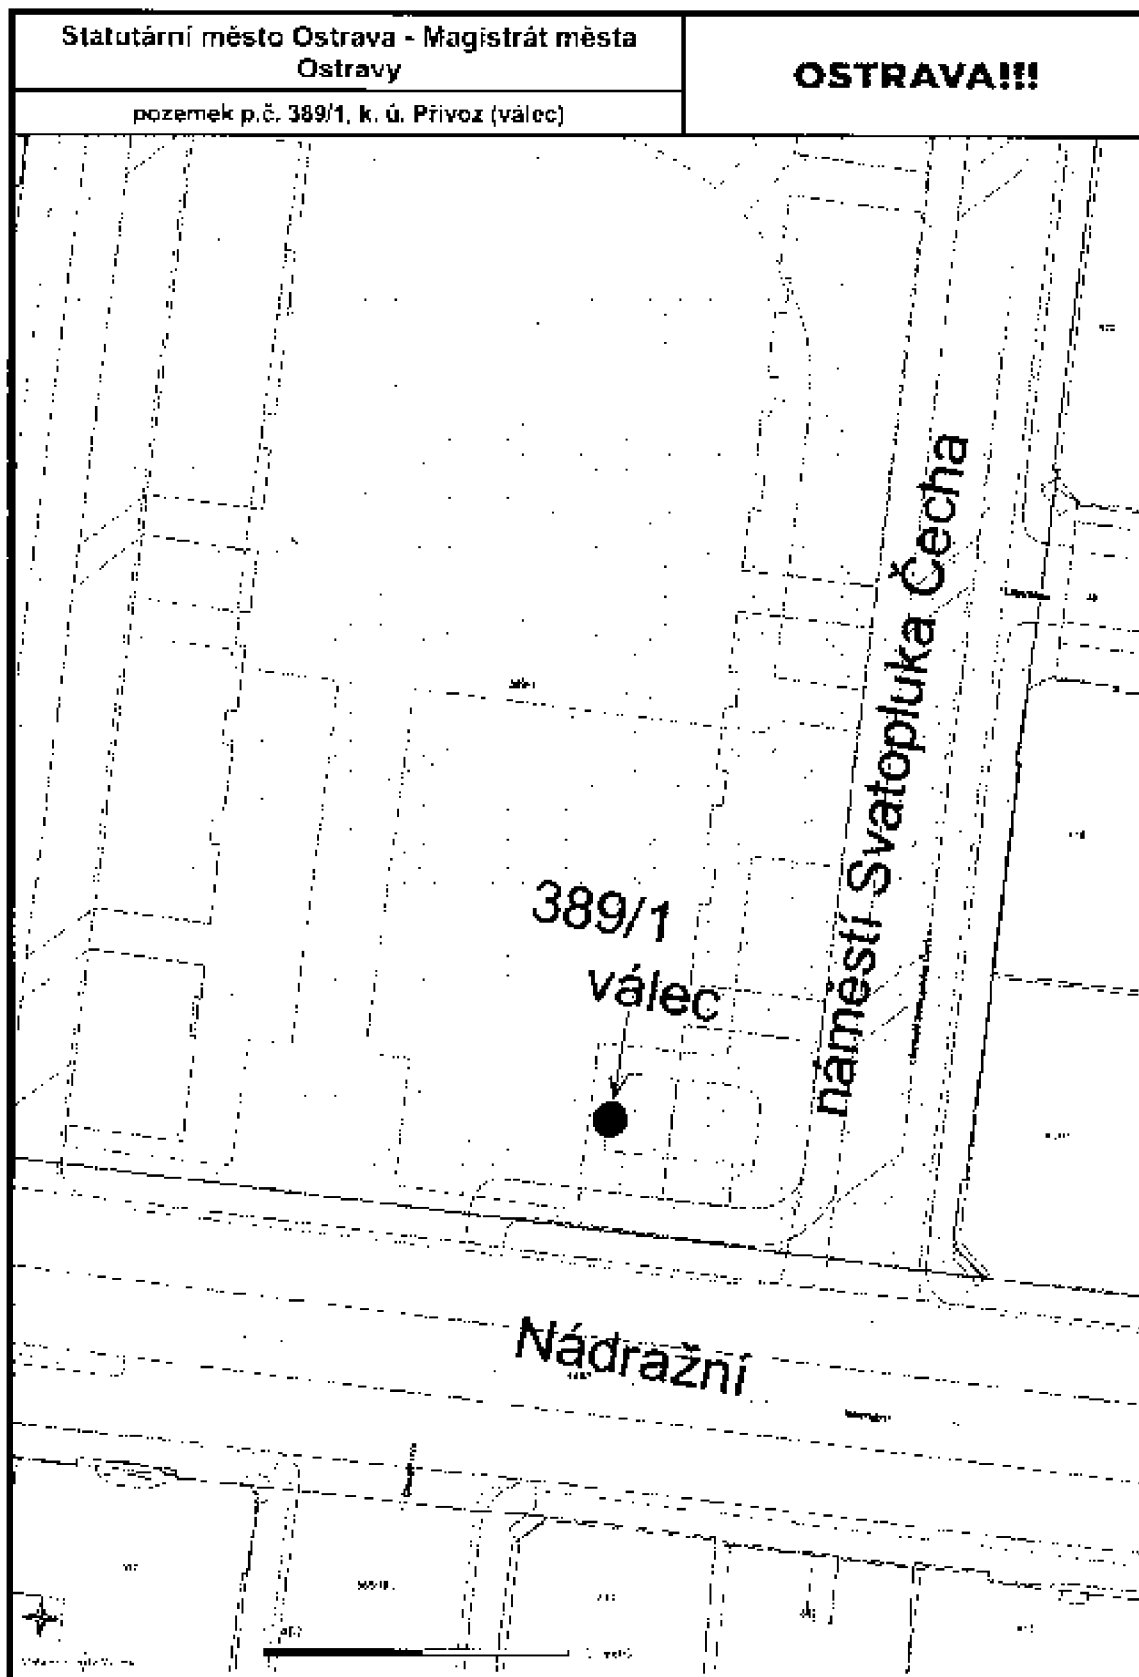 Statutární město Ostrava - Magistrát města
Ostravy
OSTRAVA!!!
pozemek p.č. 389/1, k. ú. Přívoz (válec)
náměstí Svatopluka Čecha
389/1
válec
Nádražní